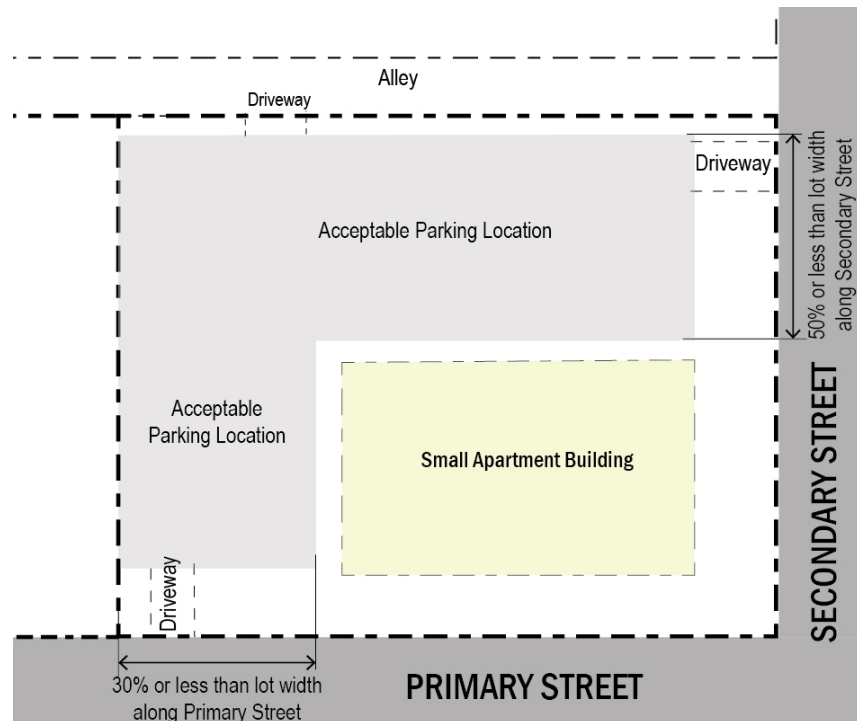 Alley
Driveway
Driveway
Acceptable Parking Location
50% or less than lot width
along Secondary Street
Acceptable
Parking Location
Small Apartment Building
SECONDARY STREET
Driveway
30% or less than lot width
along Primary Street
PRIMARY STREET